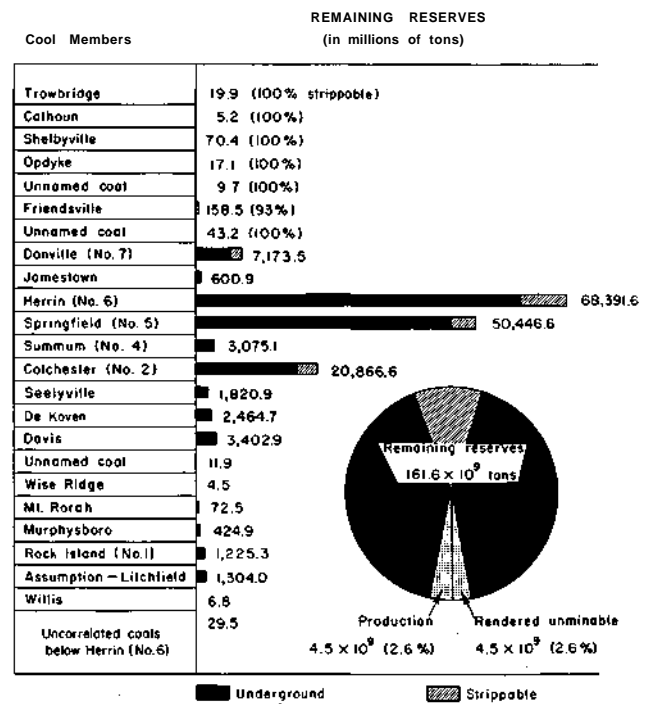 REMAINING RESERVES
Cool Members (in millions of tons)
Trowbridge 19.9 (100% strippable)
Calhoun 5.2 (100%)
Shelbyville 70.4 (100%)
Opdyke 17.1 (100%)
Unnamed coal 9.7 (100%)
Friendsville 158.5 (93%)
Unnamed coal 43.2 (100%)
Danville (No. 7) 7,173.5
Jamestown 600.9
Herrin (No. 6) 68,391.6
Springfield (No. 5) 50,446.6
Summum (No. 4) 3,075.1
Colchester (No. 2) 20,866.6
Seelyville 1,820.9
De Koven 2,464.7
Davis 3,402.9
Unnamed coal 11.9
Wise Ridge 4.5
Mt. Rorah 72.5
Murphysboro 424.9
Rock Island (No.1) 1,225.3
Assumption – Litchfield 1,304.0
Willis 6.8
Uncorrelated coals 29.5
below Herrin (No.6)
Remaining reserves
161.6 × 10⁹ tons
Production Rendered unminable
4.5 × 10⁹ (2.6%) 4.5 × 10⁹ (2.6%)
Underground Strippable